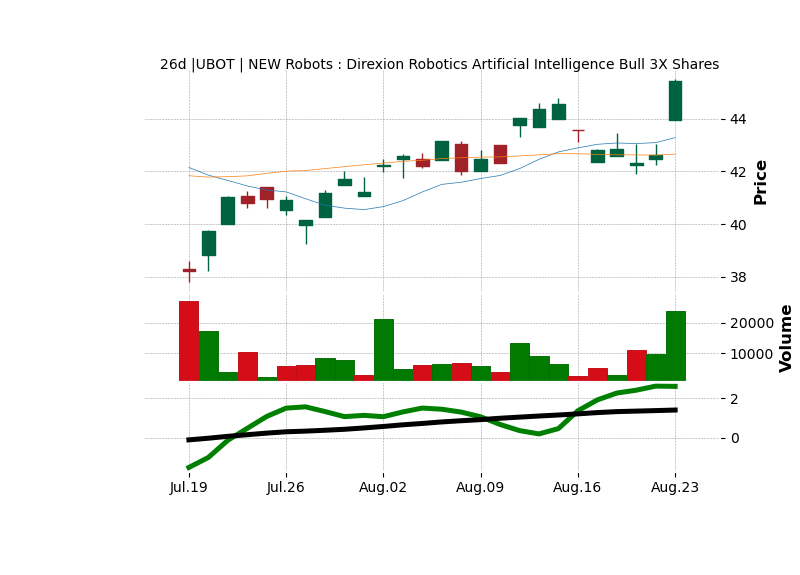 26d |UBOT | NEW Robots : Direxion Robotics Artificial Intelligence Bull 3X Shares
44
42
40
38
Price
20000
10000
Volume
2
0
Jul.19 Jul.26 Aug.02 Aug.09 Aug.16 Aug.23